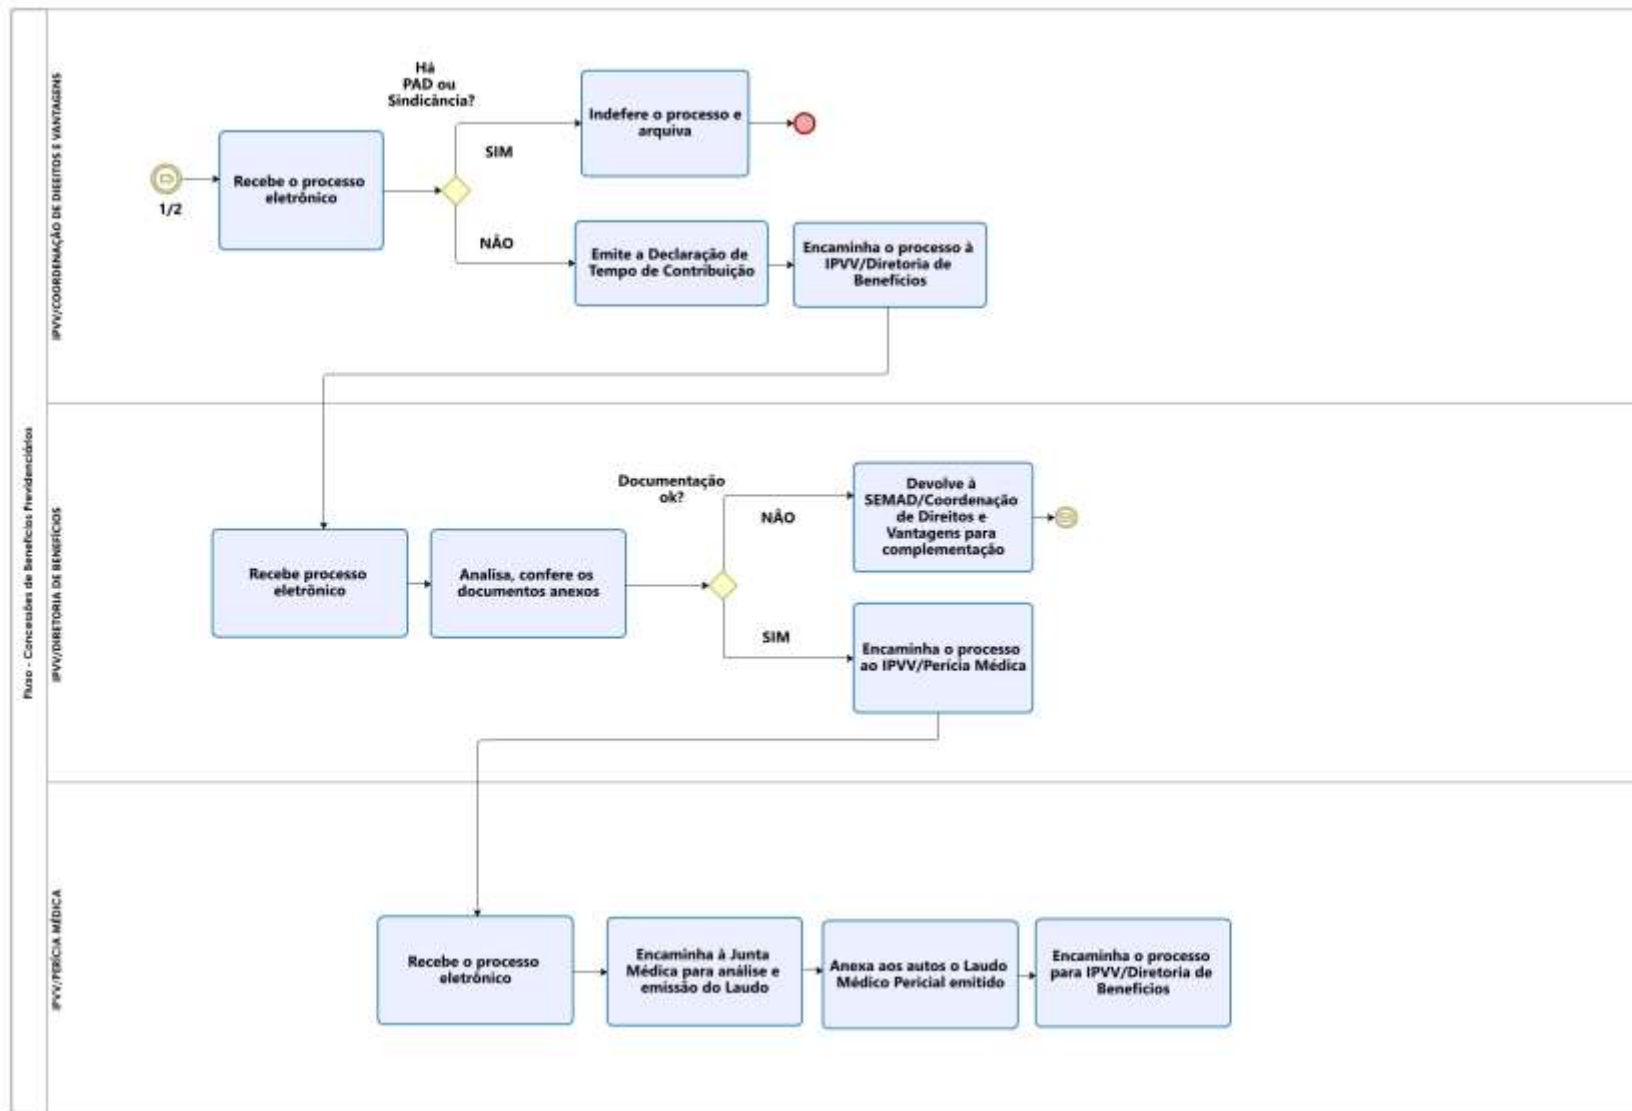 Fluxo - Concessões de Benefícios Previdenciários
IPVV/COORDENAÇÃO DE DIREITOS E VANTAGENS
Há
PAD ou
Sindicância?
1/2
Recebe o processo
eletrônico
SIM
Indefere o processo e
arquiva
NÃO
Emite a Declaração de
Tempo de Contribuição
Encaminha o processo à
IPVV/Diretoria de
Benefícios
IPVV/DIRETORIA DE BENEFÍCIOS
Recebe processo
eletrônico
Analisa, confere os
documentos anexos
Documentação
ok?
NÃO
Devolve à
SEMAD/Coordenação
de Direitos e
Vantagens para
complementação
SIM
Encaminha o processo
ao IPVV/Perícia Médica
IPVV/PERÍCIA MÉDICA
Recebe o processo
eletrônico
Encaminha à Junta
Médica para análise e
emissão do Laudo
Anexa aos autos o Laudo
Médico Pericial emitido
Encaminha o processo
para IPVV/Diretoria de
Benefícios